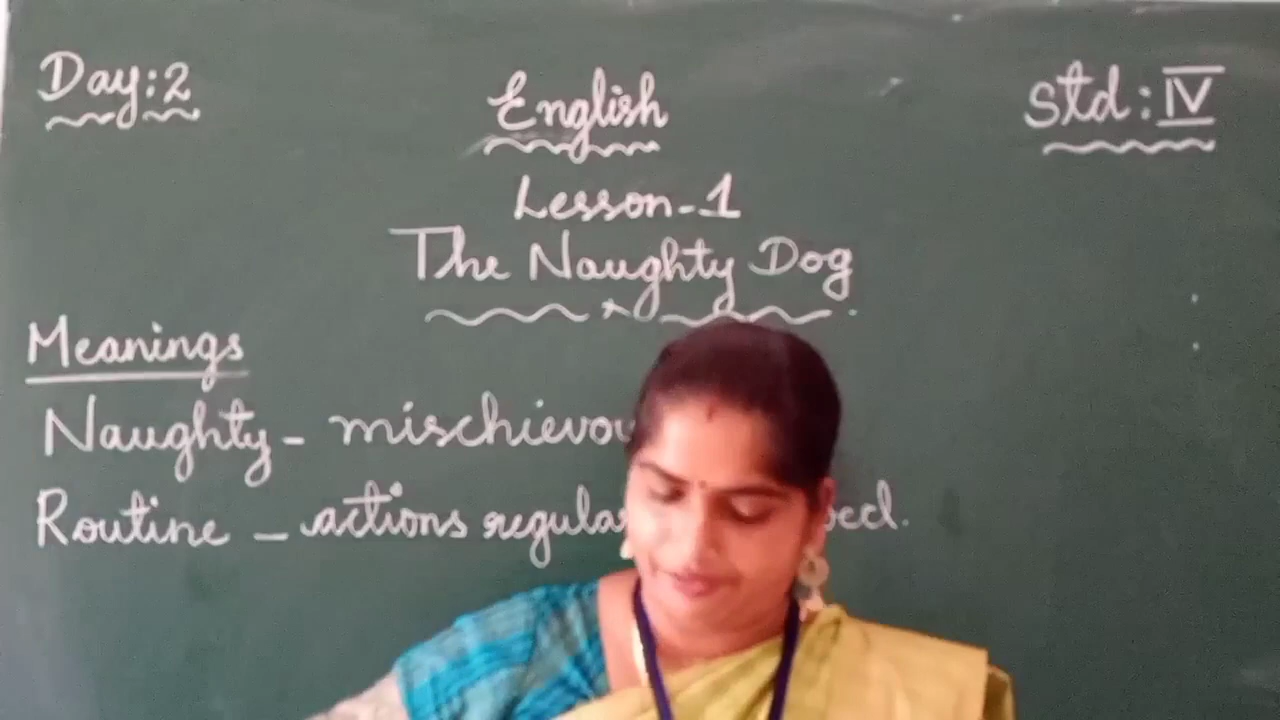 Day:2
English
Std: IV
Lesson-1
The Naughty Dog
Meanings
Naughty - mischievou
Routine - actions regula